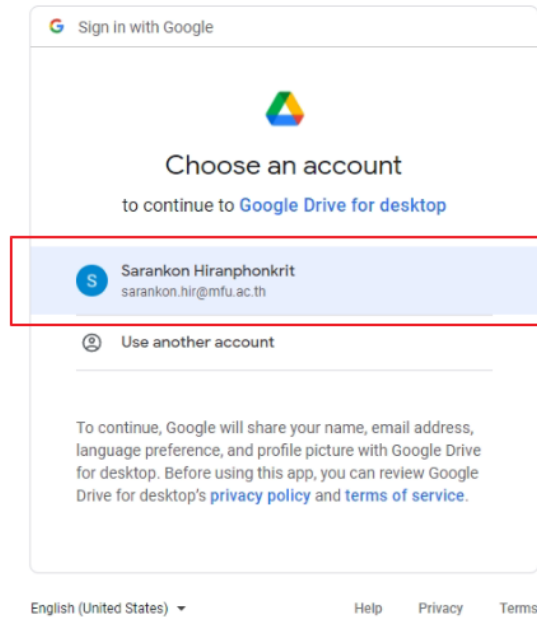 Sign in with Google
Choose an account
to continue to Google Drive for desktop
S
Sarankon Hiranphonkrit
sarankon.hir@mfu.ac.th
Use another account
To continue, Google will share your name, email address,
language preference, and profile picture with Google Drive
for desktop. Before using this app, you can review Google
Drive for desktop's privacy policy and terms of service.
English (United States) Help Privacy Terms